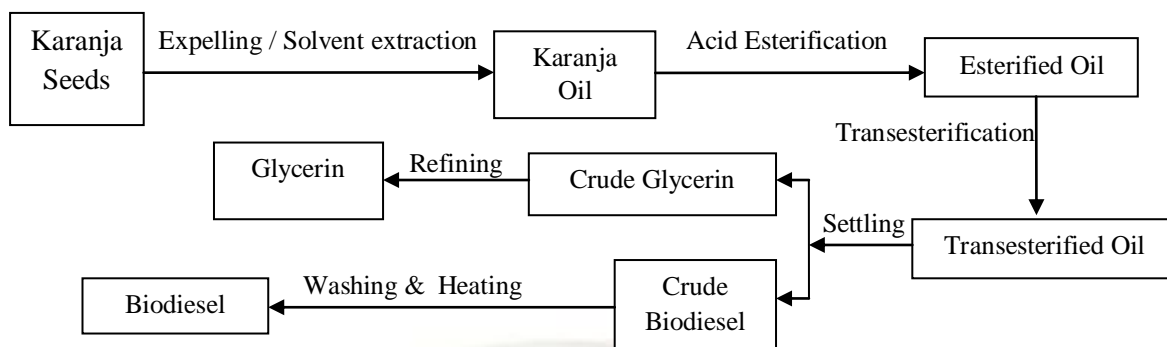 Karanja
Seeds
Expelling / Solvent extraction
Karanja
Oil
Acid Esterification
Esterified Oil
Transesterification
Transesterified Oil
Settling
Crude Glycerin
Refining
Glycerin
Crude
Biodiesel
Washing & Heating
Biodiesel